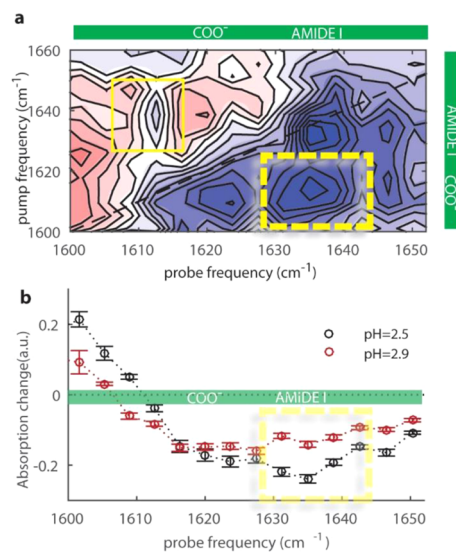 a
COO⁻ AMIDE I
1660
1640
1620
1600
pump frequency (cm⁻¹)
AMIDE I COO⁻
1600 1610 1620 1630 1640 1650
probe frequency (cm⁻¹)
b
0.2
0
-0.2
Absorption change(a.u.)
pH=2.5
pH=2.9
COO⁻ AMIDE I
1600 1610 1620 1630 1640 1650
probe frequency (cm ⁻¹)